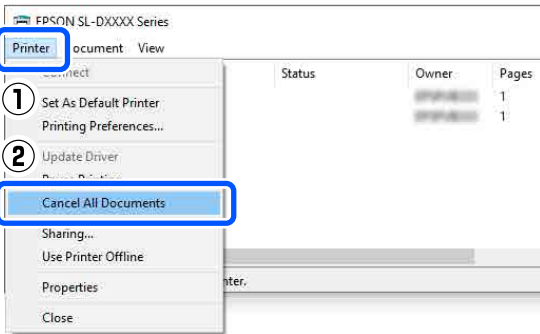 EPSON SL-DXXXX Series
Printer ocument View
Status Owner Pages
1
1
①
Set As Default Printer
Printing Preferences...
②
Update Driver
Cancel All Documents
Sharing...
Use Printer Offline
nter.
Properties
Close